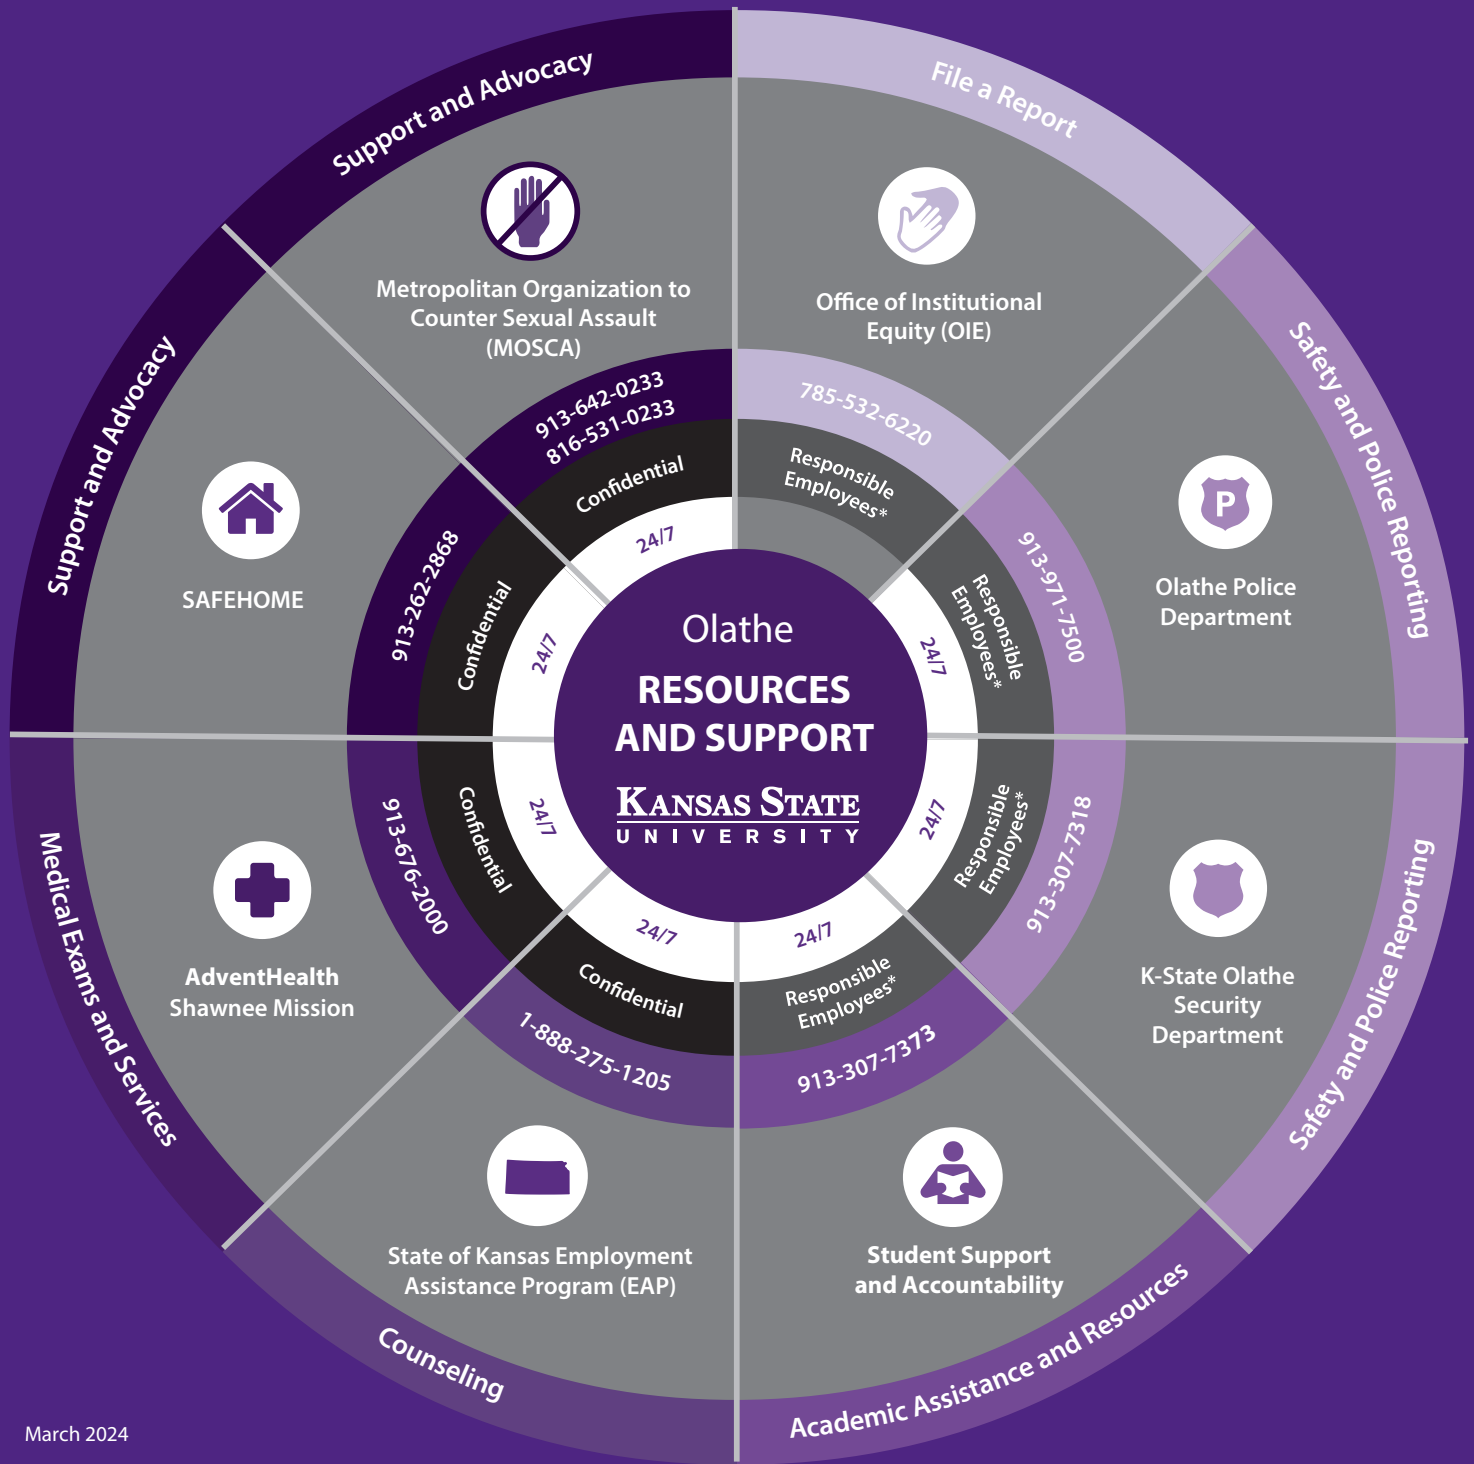 Olathe
RESOURCES
AND SUPPORT
KANSAS STATE
UNIVERSITY
File a Report
Office of Institutional
Equity (OIE)
785-532-6220
Responsible
Employees*
Safety and Police Reporting
P
Olathe Police
Department
913-971-7500
Responsible
Employees*
24/7
Safety and Police Reporting
K-State Olathe
Security
Department
913-307-7318
Responsible
Employees*
24/7
Academic Assistance and Resources
Student Support
and Accountability
913-307-7373
Responsible
Employees*
24/7
Counseling
State of Kansas Employment
Assistance Program (EAP)
1-888-275-1205
Confidential
24/7
Medical Exams and Services
AdventHealth
Shawnee Mission
913-676-2000
Confidential
24/7
Support and Advocacy
SAFEHOME
913-262-2868
Confidential
24/7
Support and Advocacy
Metropolitan Organization to
Counter Sexual Assault
(MOSCA)
913-642-0233
816-531-0233
Confidential
24/7
March 2024